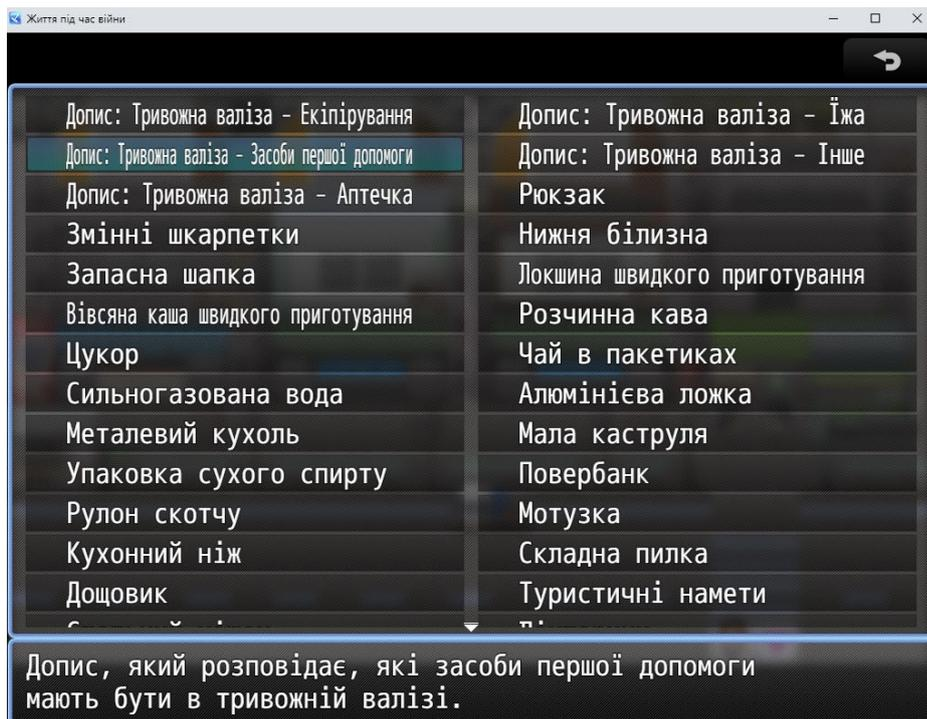 Життя під час війни
Допис: Тривожна валіза – Екіпірування
Допис: Тривожна валіза – Їжа
Допис: Тривожна валіза – Засоби першої допомоги
Допис: Тривожна валіза – Інше
Допис: Тривожна валіза – Аптечка
Рюкзак
Змінні шкарпетки
Нижня білизна
Запасна шапка
Локшина швидкого приготування
Вівсяна каша швидкого приготування
Розчинна кава
Цукор
Чай в пакетиках
Сильногазована вода
Алюмінієва ложка
Металевий кухоль
Мала каструля
Упаковка сухого спирту
Повербанк
Рулон скотчу
Мотузка
Кухонний ніж
Складна пилка
Дощовик
Туристичні намети
Допис, який розповідає, які засоби першої допомоги
мають бути в тривожній валізі.